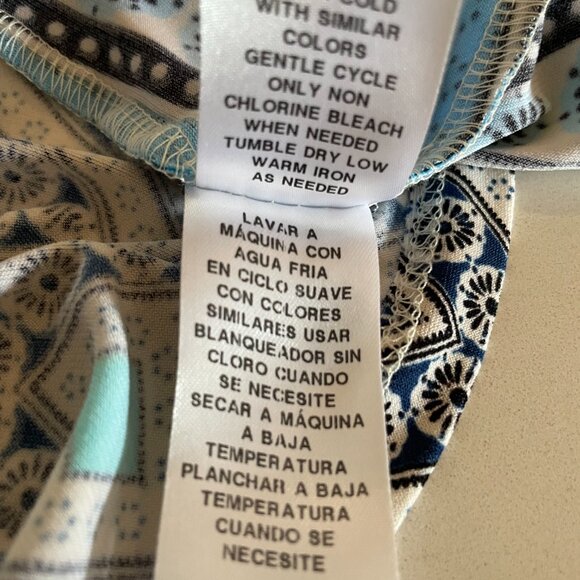 COLD
WITH SIMILAR
COLORS
GENTLE CYCLE
ONLY NON
CHLORINE BLEACH
WHEN NEEDED
TUMBLE DRY LOW
WARM IRON
AS NEEDED
LAVAR A
MÁQUINA CON
AGUA FRIA
EN CICLO SUAVE
CON COLORES
SIMILARES USAR
BLANQUEADOR SIN
CLORO CUANDO
SE NECESITE
SECAR A MÁQUINA
A BAJA
TEMPERATURA
PLANCHAR A BAJA
TEMPERATURA
CUANDO SE
NECESITE